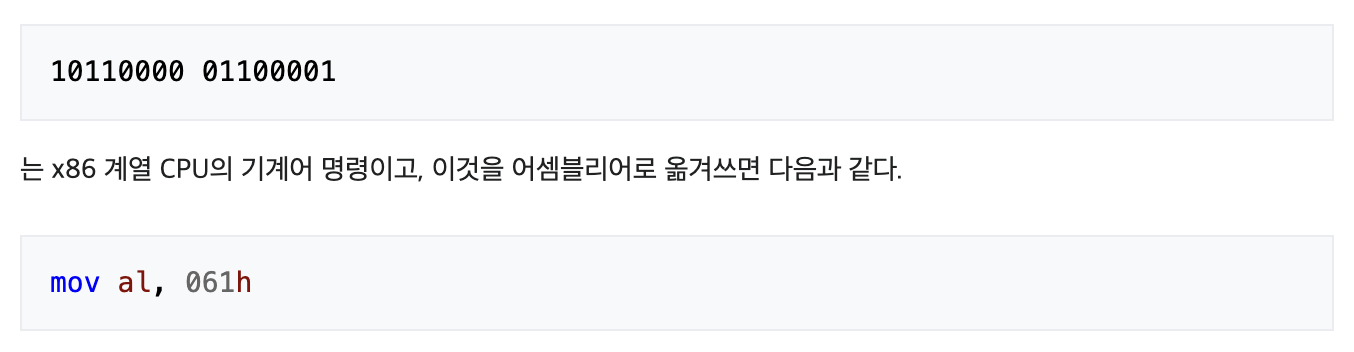 10110000 01100001
는 x86 계열 CPU의 기계어 명령이고, 이것을 어셈블리어로 옮겨쓰면 다음과 같다.
mov al, 061h